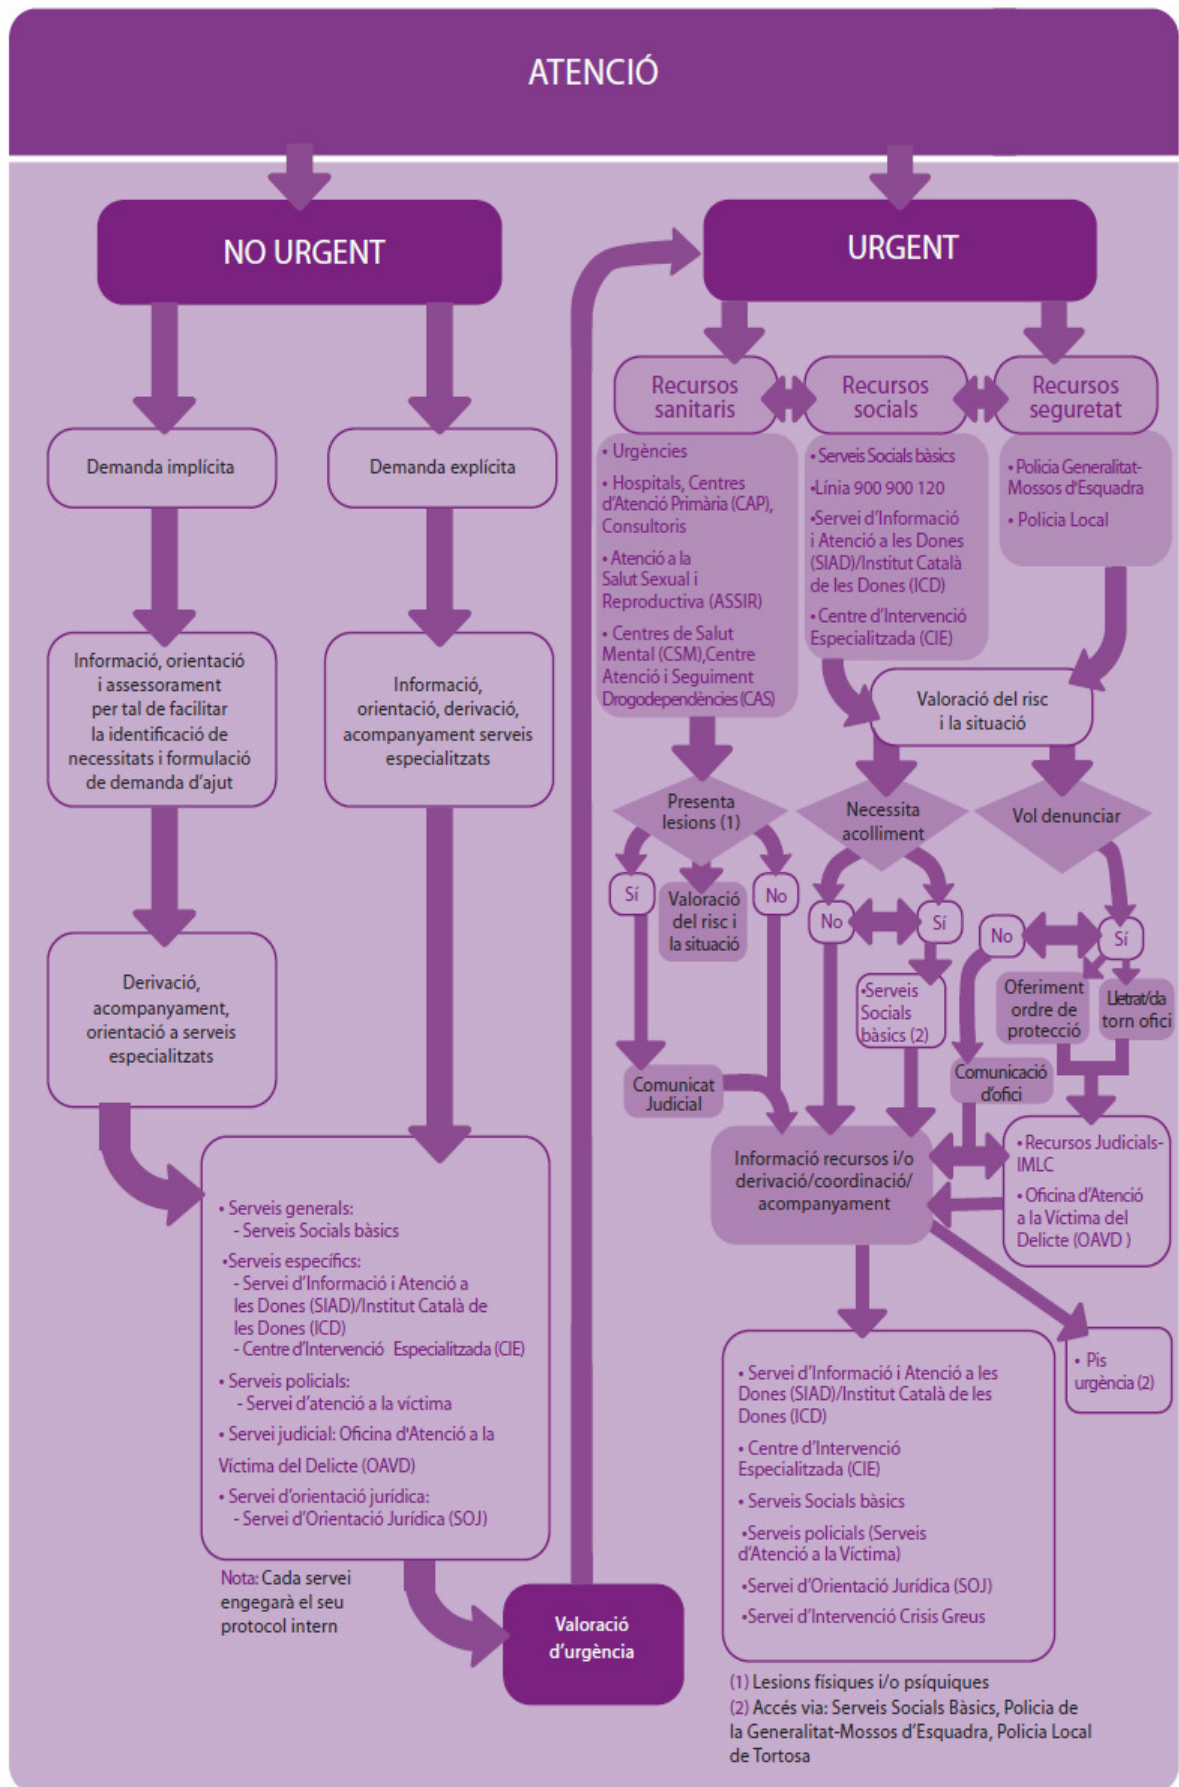 ATENCIÓ
NO URGENT
Demanda implícita
Demanda explícita
Informació, orientació
i assessorament
per tal de facilitar
la identificació de
necessitats i formulació
de demanda d'ajut
Informació,
orientació, derivació,
acompanyament serveis
especialitzats
Derivació,
acompanyament,
orientació a serveis
especialitzats
• Serveis generals:
- Serveis Socials bàsics
•Serveis específics:
- Servei d'Informació i Atenció a
les Dones (SIAD)/Institut Català de
les Dones (ICD)
- Centre d'Intervenció Especialitzada (CIE)
• Serveis policials:
- Servei d'atenció a la víctima
• Servei judicial: Oficina d'Atenció a la
Víctima del Delicte (OAVD)
• Servei d'orientació jurídica:
- Servei d'Orientació Jurídica (SOJ)
Nota: Cada servei
engegarà el seu
protocol intern
Valoració
d'urgència
URGENT
Recursos
sanitaris
Recursos
socials
Recursos
seguretat
• Urgències
• Hospitals, Centres
d'Atenció Primària (CAP),
Consultoris
• Atenció a la
Salut Sexual i
Reproductiva (ASSIR)
• Centres de Salut
Mental (CSM),Centre
Atenció i Seguiment
Drogodependències (CAS)
• Serveis Socials bàsics
•Línia 900 900 120
•Servei d'Informació
i Atenció a les Dones
(SIAD)/Institut Català
de les Dones (ICD)
• Centre d'Intervenció
Especialitzada (CIE)
• Policia Generalitat-
Mossos d'Esquadra
• Policia Local
Valoració del risc
i la situació
Presenta
lesions (1)
Necessita
acolliment
Vol denunciar
Sí
Valoració
del risc i
la situació
No
No
Sí
No
Sí
•Serveis
Socials
bàsics (2)
Oferiment
ordre de
protecció
Lletrat/da
torn ofici
Comunicat
Judicial
Comunicació
d'ofici
Informació recursos i/o
derivació/coordinació/
acompanyament
• Recursos Judicials-
IMLC
• Oficina d'Atenció
a la Víctima del
Delicte (OAVD )
• Pis
urgència (2)
• Servei d'Informació i Atenció a les
Dones (SIAD)/Institut Català de les
Dones (ICD)
• Centre d'Intervenció
Especialitzada (CIE)
• Serveis Socials bàsics
•Serveis policials (Serveis
d'Atenció a la Víctima)
•Servei d'Orientació Jurídica (SOJ)
•Servei d'Intervenció Crisis Greus
(1) Lesions físiques i/o psíquiques
(2) Accés via: Serveis Socials Bàsics, Policia de
la Generalitat-Mossos d'Esquadra, Policia Local
de Tortosa